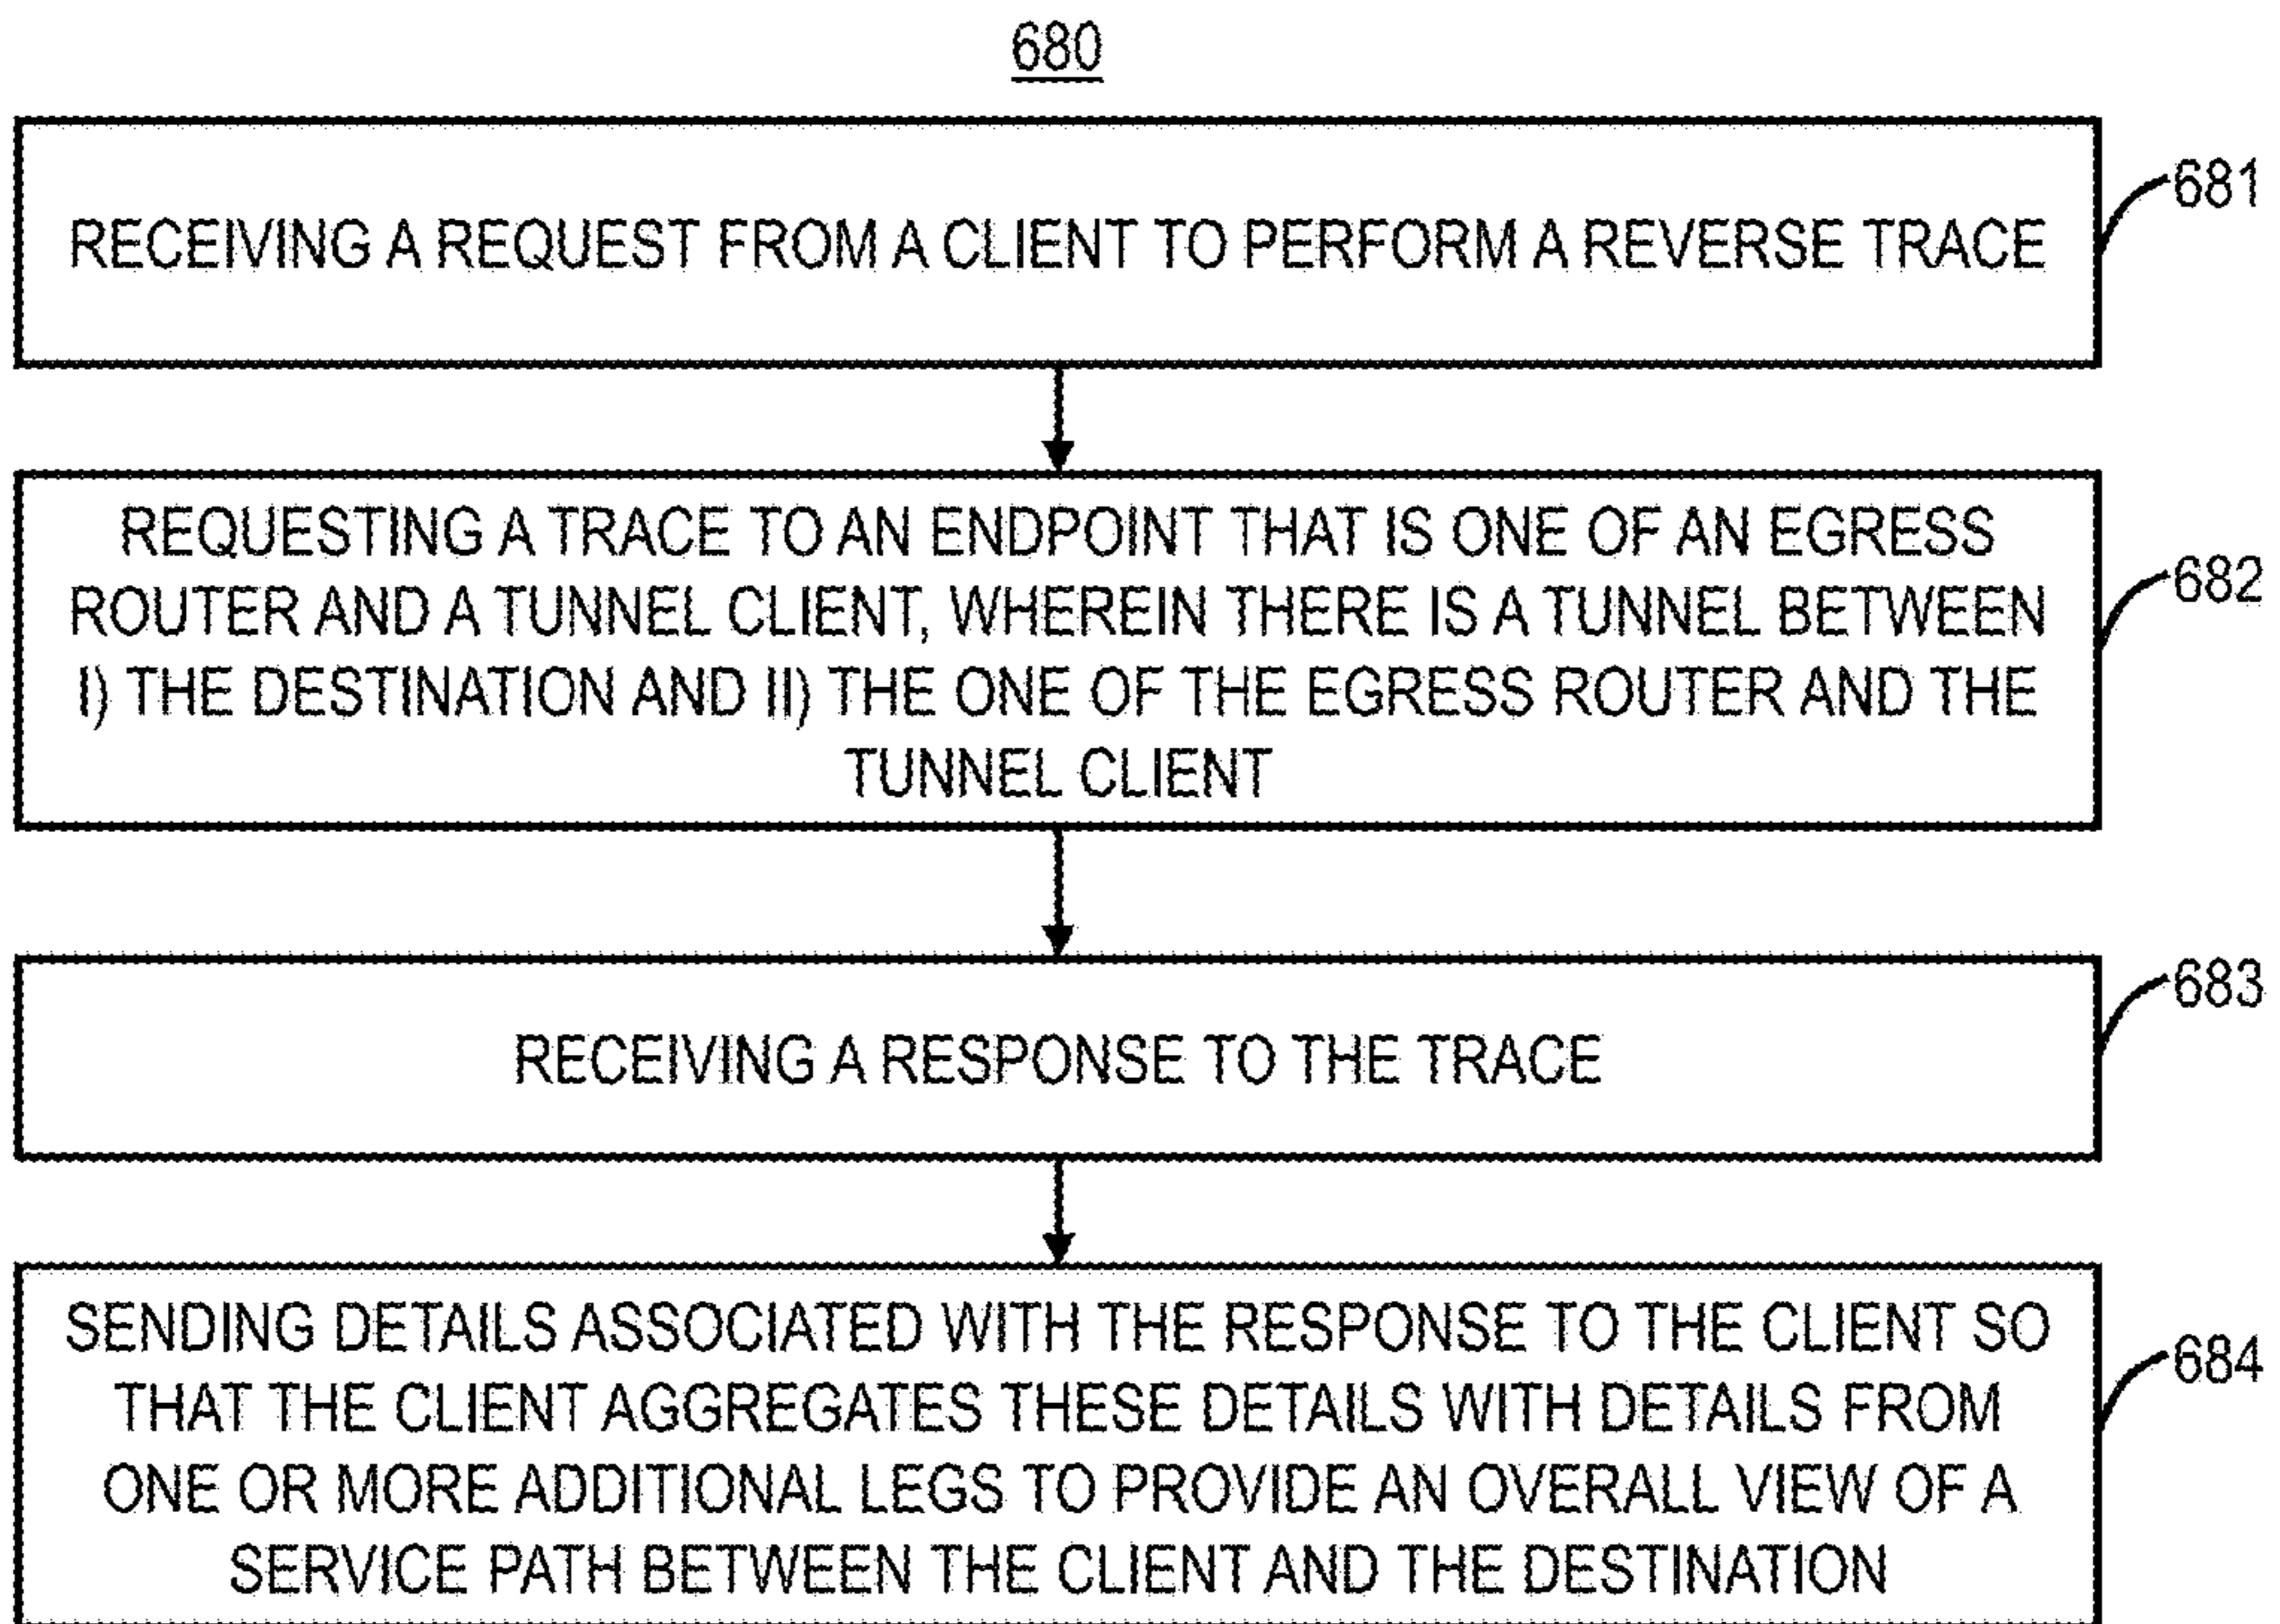 680
RECEIVING A REQUEST FROM A CLIENT TO PERFORM A REVERSE TRACE
681
REQUESTING A TRACE TO AN ENDPOINT THAT IS ONE OF AN EGRESS
ROUTER AND A TUNNEL CLIENT, WHEREIN THERE IS A TUNNEL BETWEEN
I) THE DESTINATION AND II) THE ONE OF THE EGRESS ROUTER AND THE
TUNNEL CLIENT
682
RECEIVING A RESPONSE TO THE TRACE
683
SENDING DETAILS ASSOCIATED WITH THE RESPONSE TO THE CLIENT SO
THAT THE CLIENT AGGREGATES THESE DETAILS WITH DETAILS FROM
ONE OR MORE ADDITIONAL LEGS TO PROVIDE AN OVERALL VIEW OF A
SERVICE PATH BETWEEN THE CLIENT AND THE DESTINATION
684